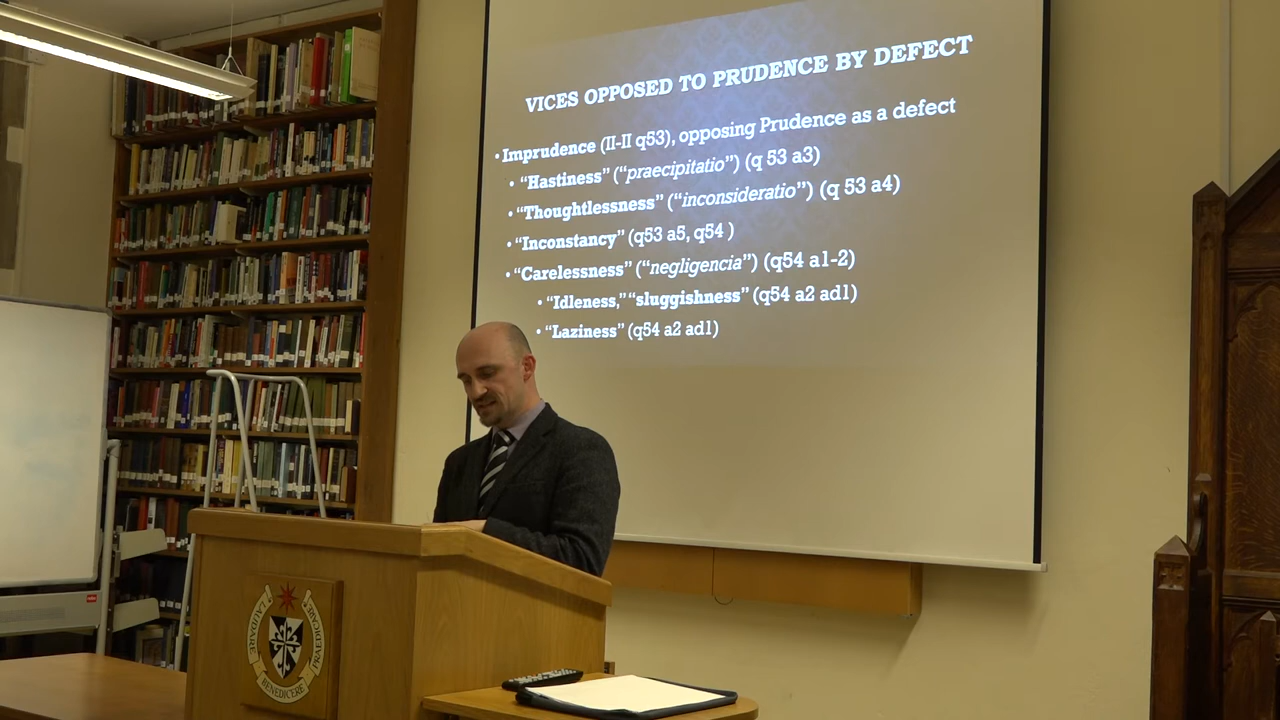 VICES OPPOSED TO PRUDENCE BY DEFECT
• Imprudence (II-II q53), opposing Prudence as a defect
• “Hastiness” (“praecipitatio”) (q 53 a3)
• “Thoughtlessness” (“inconsideratio”) (q 53 a4)
• “Inconstancy” (q53 a5, q54 )
• “Carelessness” (“negligencia”) (q54 a1-2)
• “Idleness,” “sluggishness” (q54 a2 ad1)
• “Laziness” (q54 a2 ad1)
LAUDARE
BENEDICERE
PRAEDICARE